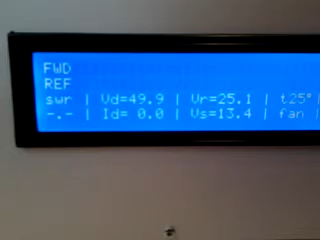 FWD
REF
swr | Vd=49.9 | Vr=25.1 | t25°
-.- | Id= 0.0 | Vs=13.4 | fan |